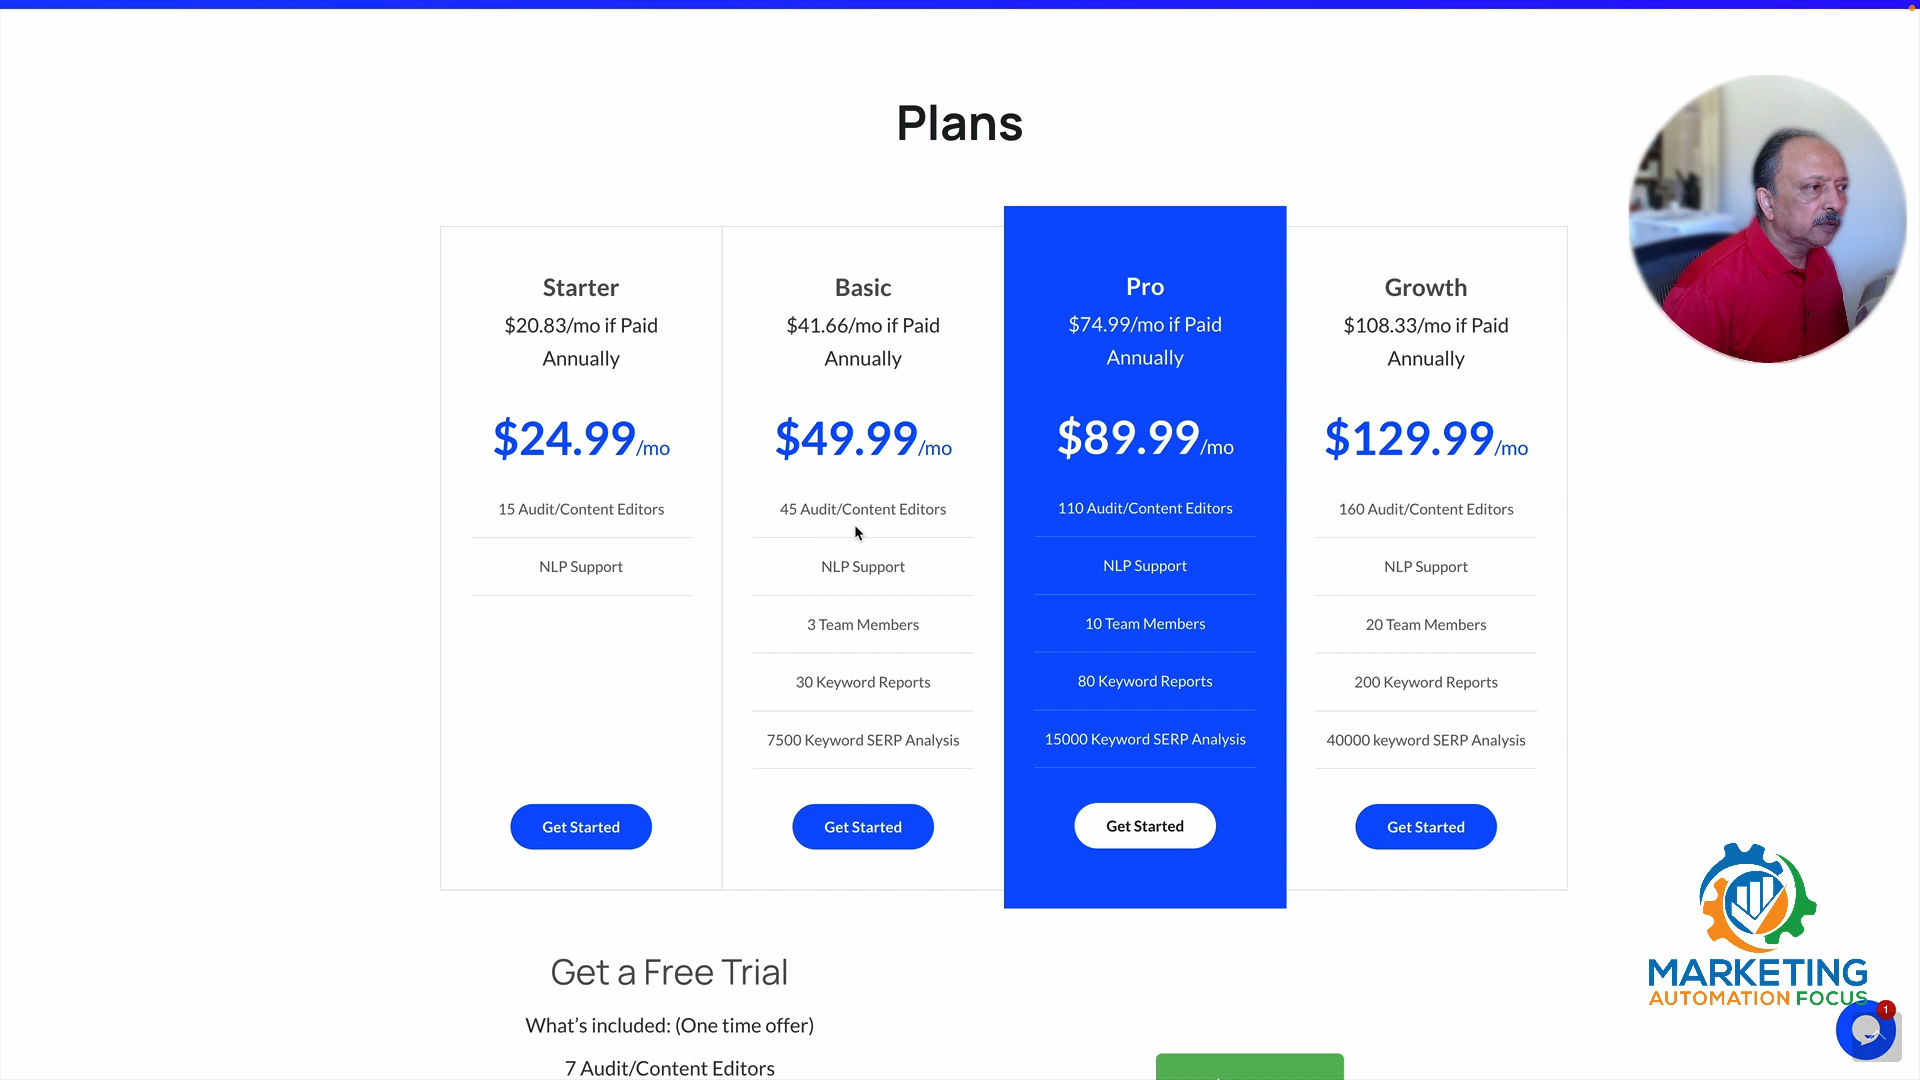 Plans
Starter
$20.83/mo if Paid
Annually
$24.99/mo
15 Audit/Content Editors
NLP Support
Get Started
Basic
$41.66/mo if Paid
Annually
$49.99/mo
45 Audit/Content Editors
NLP Support
3 Team Members
30 Keyword Reports
7500 Keyword SERP Analysis
Get Started
Pro
$74.99/mo if Paid
Annually
$89.99/mo
110 Audit/Content Editors
NLP Support
10 Team Members
80 Keyword Reports
15000 Keyword SERP Analysis
Get Started
Growth
$108.33/mo if Paid
Annually
$129.99/mo
160 Audit/Content Editors
NLP Support
20 Team Members
200 Keyword Reports
40000 keyword SERP Analysis
Get Started
Get a Free Trial
What's included: (One time offer)
7 Audit/Content Editors
MARKETING
AUTOMATION FOCUS
1